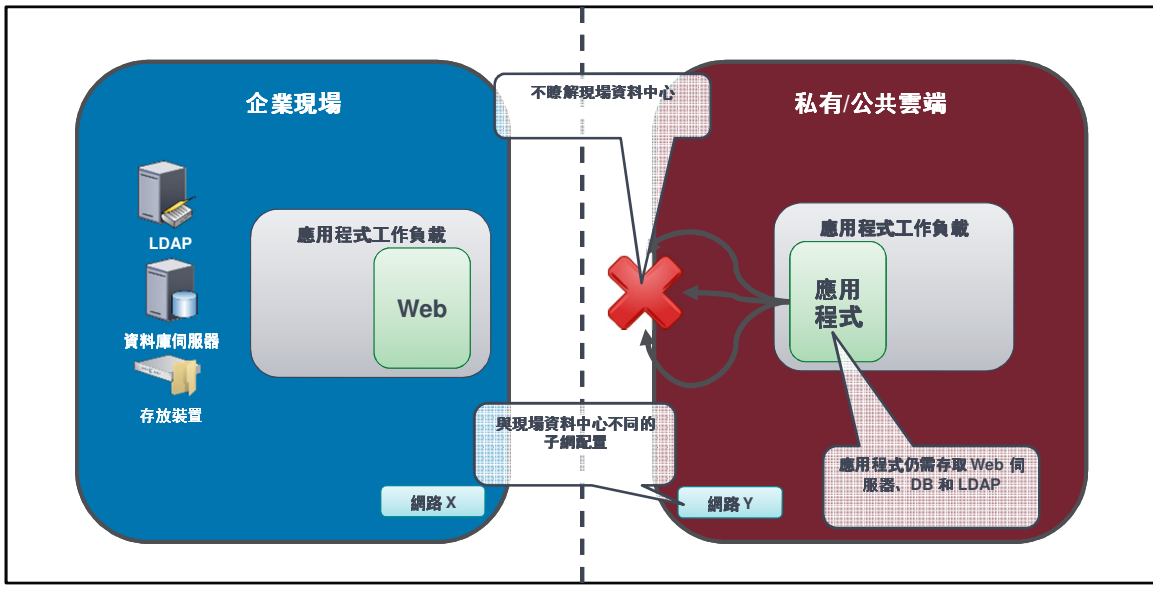 不瞭解現場資料中心
企業現場
私有/公共雲端
LDAP
資料庫伺服器
存放裝置
應用程式工作負載
Web
應用程式工作負載
應用
程式
與現場資料中心不同的
子網配置
網路 X
網路 Y
應用程式仍需存取 Web 伺
服器、DB 和 LDAP